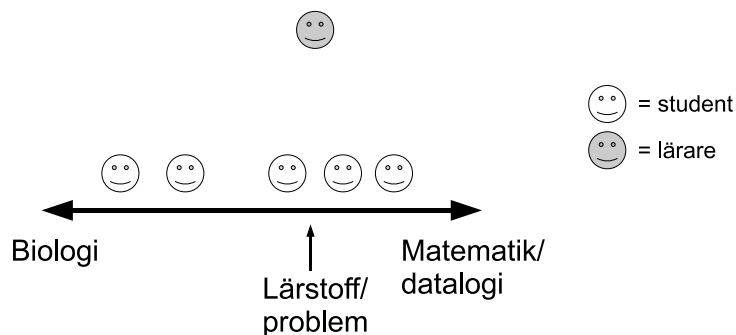 = student
= lärare
Biologi
Matematik/
datalogi
Lärstoff/
problem